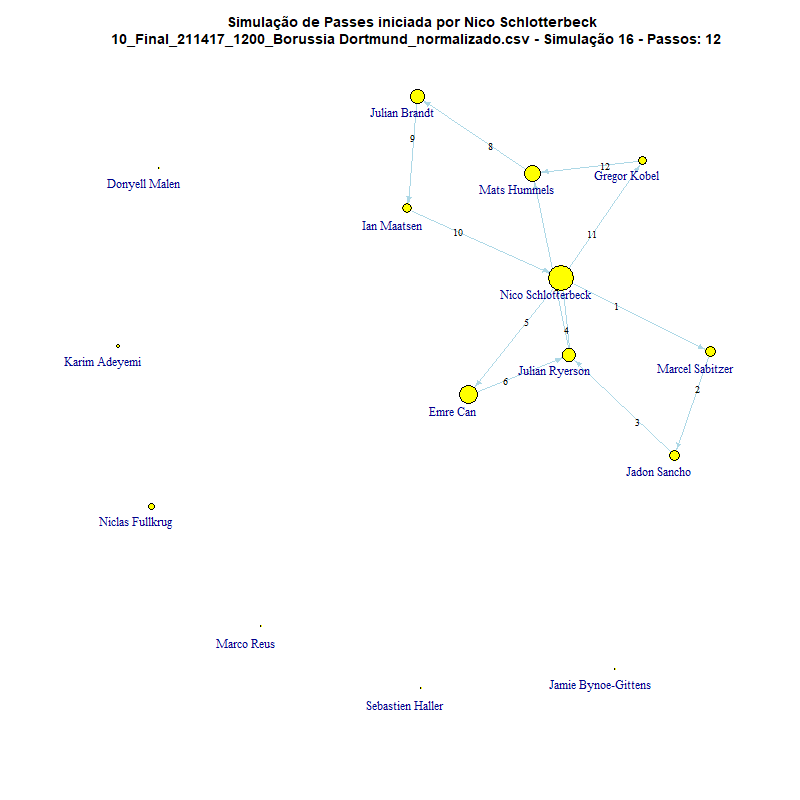 Simulação de Passes iniciada por Nico Schlotterbeck
10_Final_211417_1200_Borussia Dortmund_normalizado.csv - Simulação 16 - Passos: 12
Julian Brandt
9
8
12
Gregor Kobel
Donyell Malen
Mats Hummels
Ian Maatsen
10
11
Nico Schlotterbeck
1
5
4
Karim Adeyemi
Julian Ryerson
Marcel Sabitzer
6
2
Emre Can
3
Jadon Sancho
Niclas Fullkrug
Marco Reus
Jamie Bynoe-Gittens
Sebastien Haller